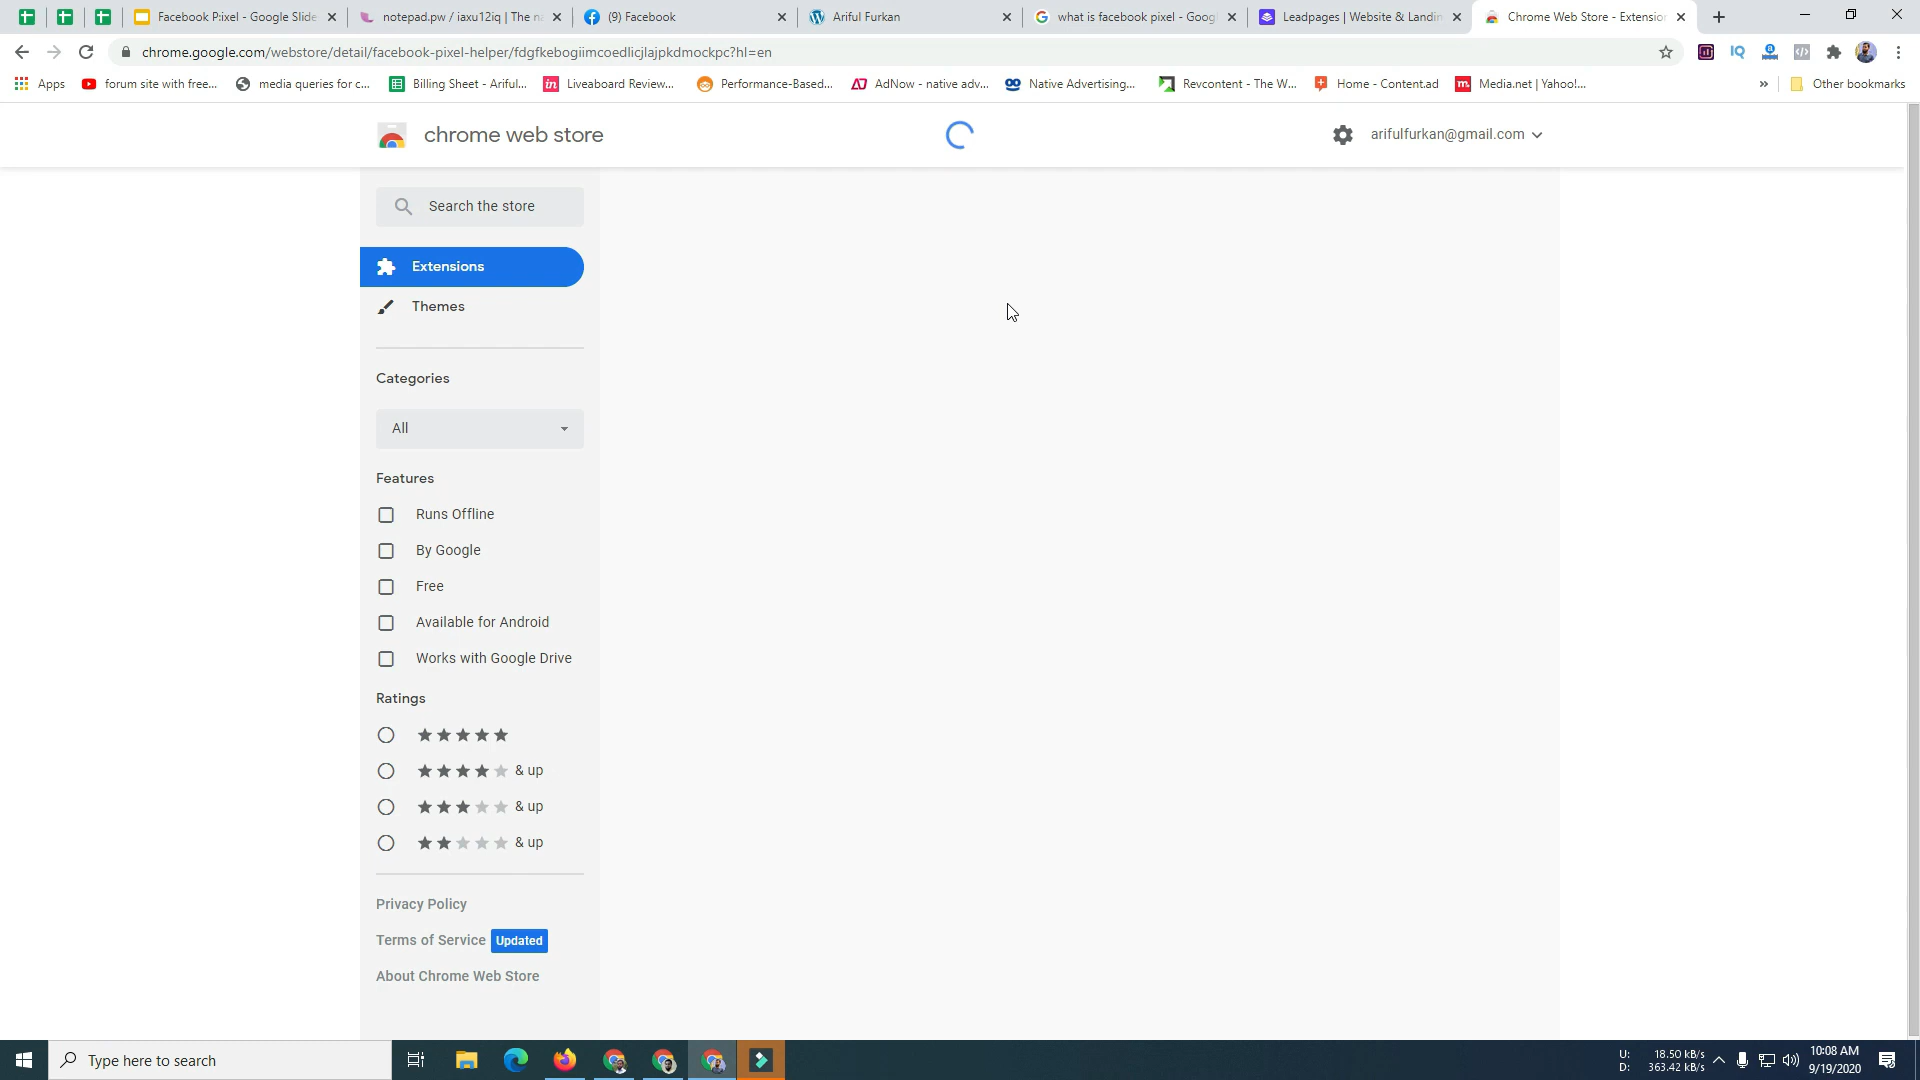 Facebook P:ixel - Google Slide
notepad.pw / iaxu12iq | The n
(9) Facebook
Ariful Furkan
what is facebook pixel - Goog
Leadpages | Website & Landin
Chrome Web Store - Extension
chrome.google.com/webstore/detail/facebook-pixel-helper/fdgfkebogiimcoedlicjlajpkdmockpc?hl=en
Apps
forum site with free...
media queries for c...
Billing Sheet - Ariful...
Liveaboard Review...
Performance-Based...
AdNow - native adv...
Native Advertising...
Revcontent - The W...
Home - Content.ad
Media.net | Yahoo!...
Other bookmarks
chrome web store
arifulfurkan@gmail.com
Search the store
Extensions
Themes
Categories
All
Features
Runs Offline
By Google
Free
Available for Android
Works with Google Drive
Ratings
& up
& up
& up
Privacy Policy
Terms of Service Updated
About Chrome Web Store
Type here to search
U: 18.50 kB/s
D: 363.42 kB/s
10:08 AM
9/19/2020